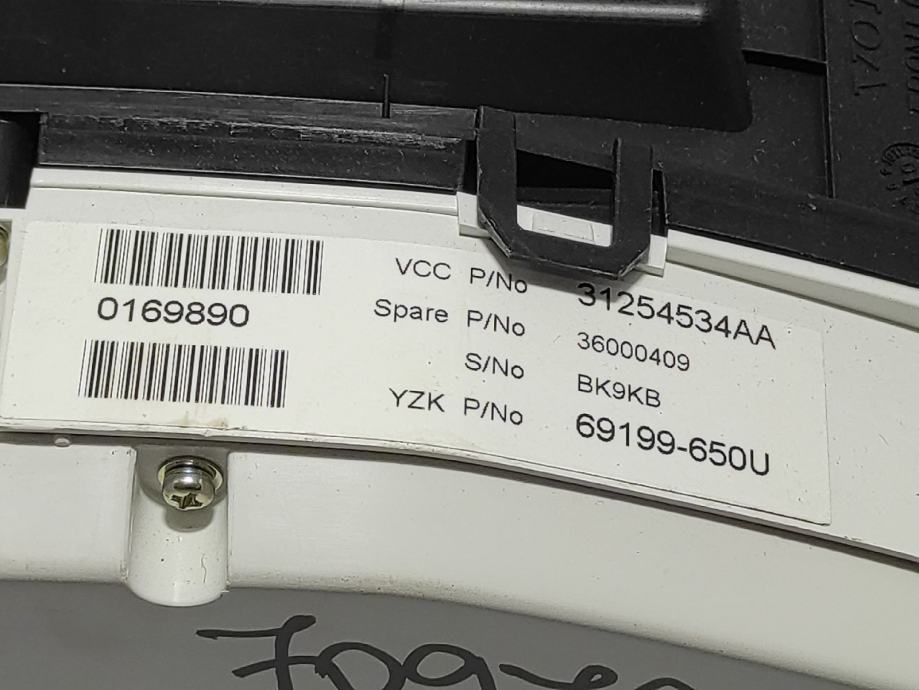 0169890
VCC P/No 31254534AA
Spare P/No 36000409
S/No BK9KB
YZK P/No 69199-650U